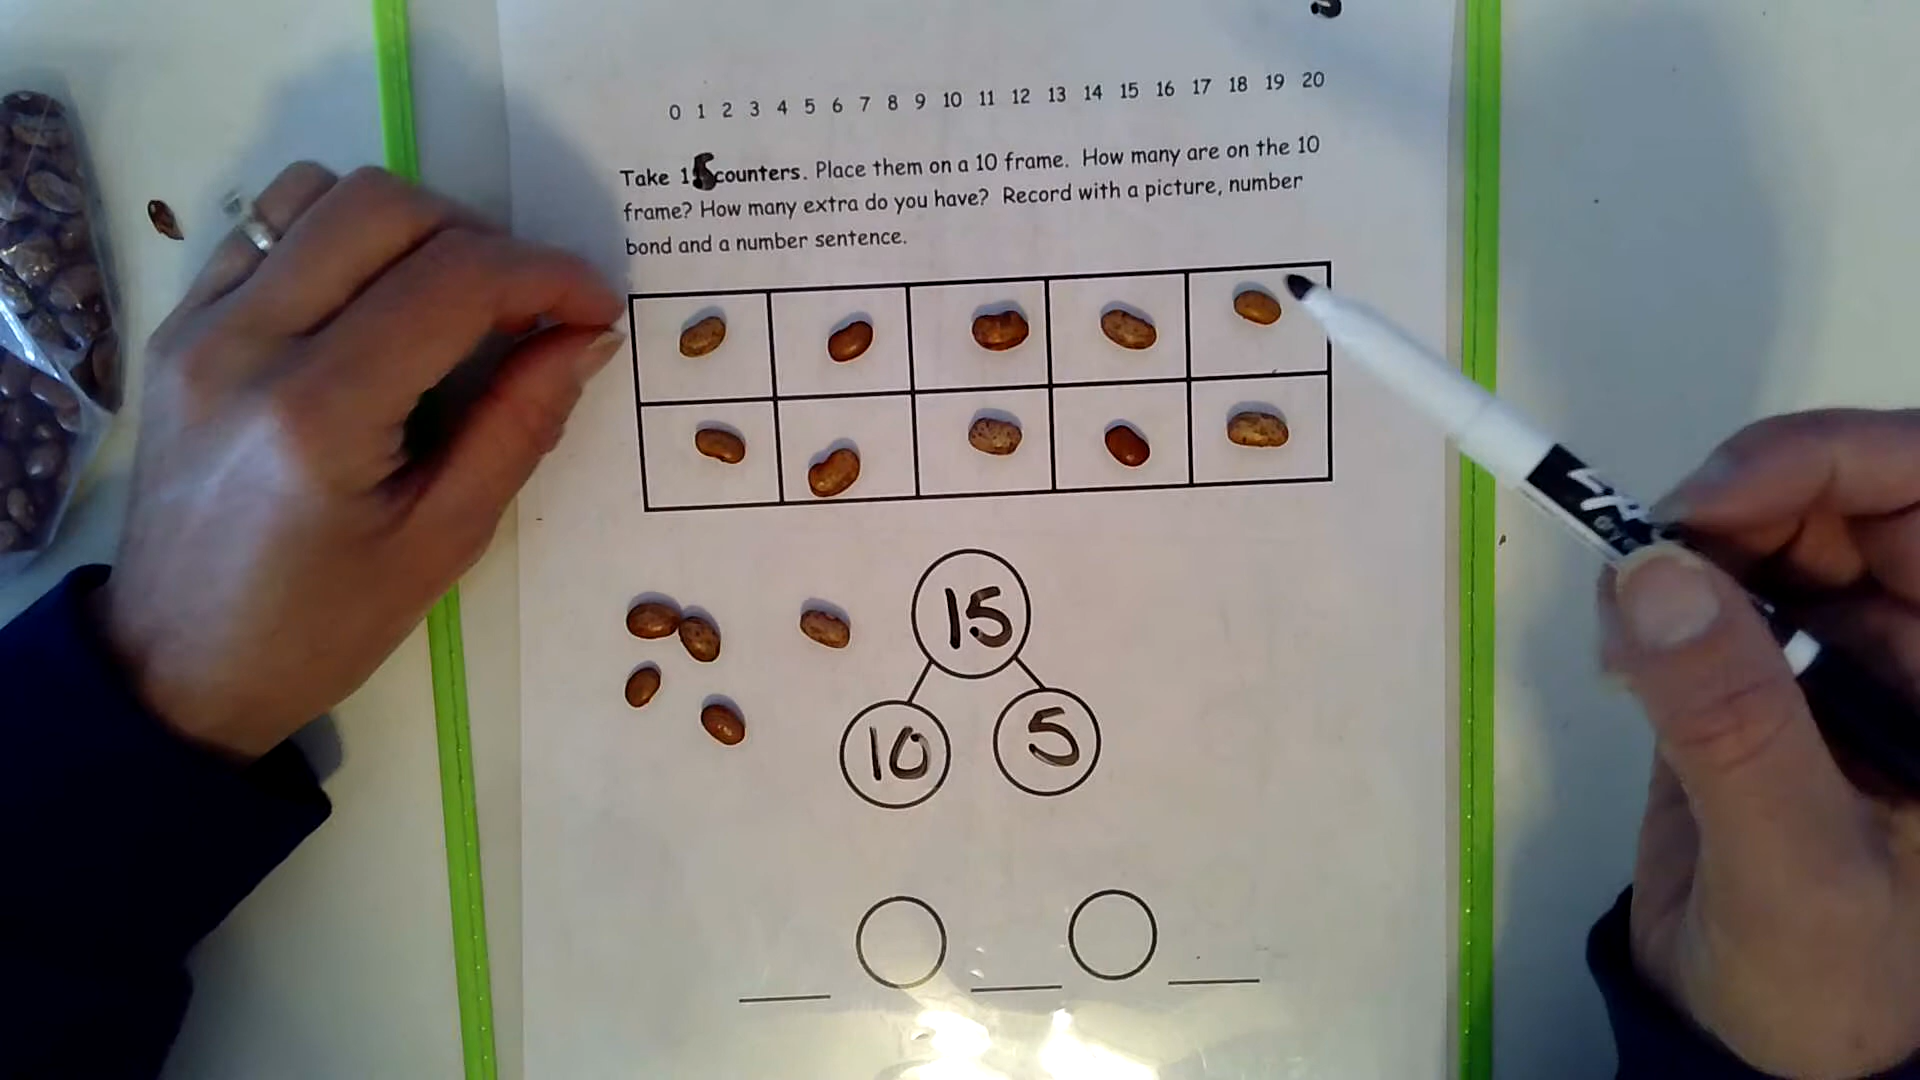 0 1 2 3 4 5 6 7 8 9 10 11 12 13 14 15 16 17 18 19 20
Take 15 counters. Place them on a 10 frame. How many are on the 10
frame? How many extra do you have? Record with a picture, number
bond and a number sentence.
15
10 5